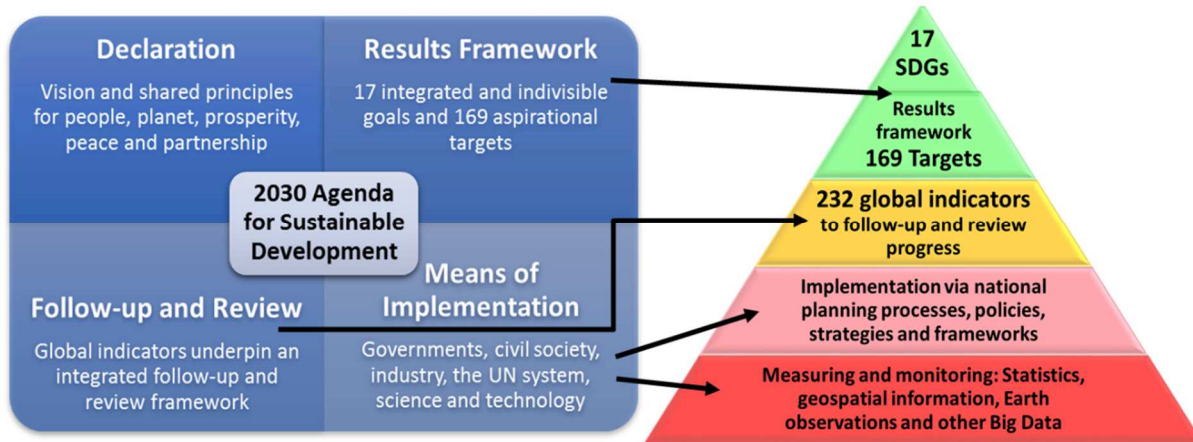 Declaration
Vision and shared principles
for people, planet, prosperity,
peace and partnership
Results Framework
17 integrated and indivisible
goals and 169 aspirational
targets
2030 Agenda
for Sustainable
Development
Follow-up and Review
Global indicators underpin an
integrated follow-up and
review framework
Means of
Implementation
Governments, civil society,
industry, the UN system,
science and technology
17
SDGs
Results
framework
169 Targets
232 global indicators
to follow-up and review
progress
Implementation via national
planning processes, policies,
strategies and frameworks
Measuring and monitoring: Statistics,
geospatial information, Earth
observations and other Big Data